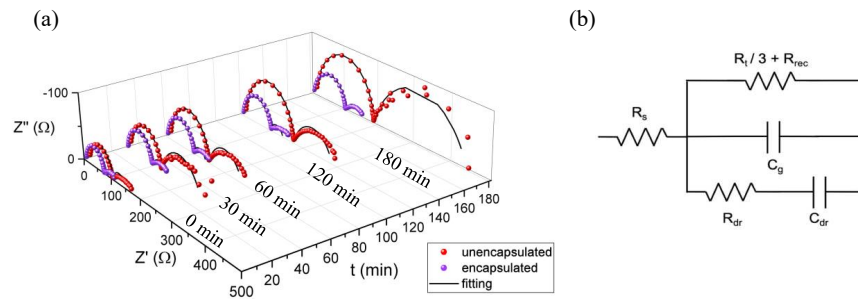 (a)
(b)
-100
Z'' (Ω)
0
0
100
200
300
400
500
Z' (Ω)
0 min
30 min
60 min
120 min
180 min
20
40
60
80
100
120
140
160
180
t (min)
unencapsulated
encapsulated
fitting
R_t / 3 + R_rec
R_s
C_g
R_dr
C_dr